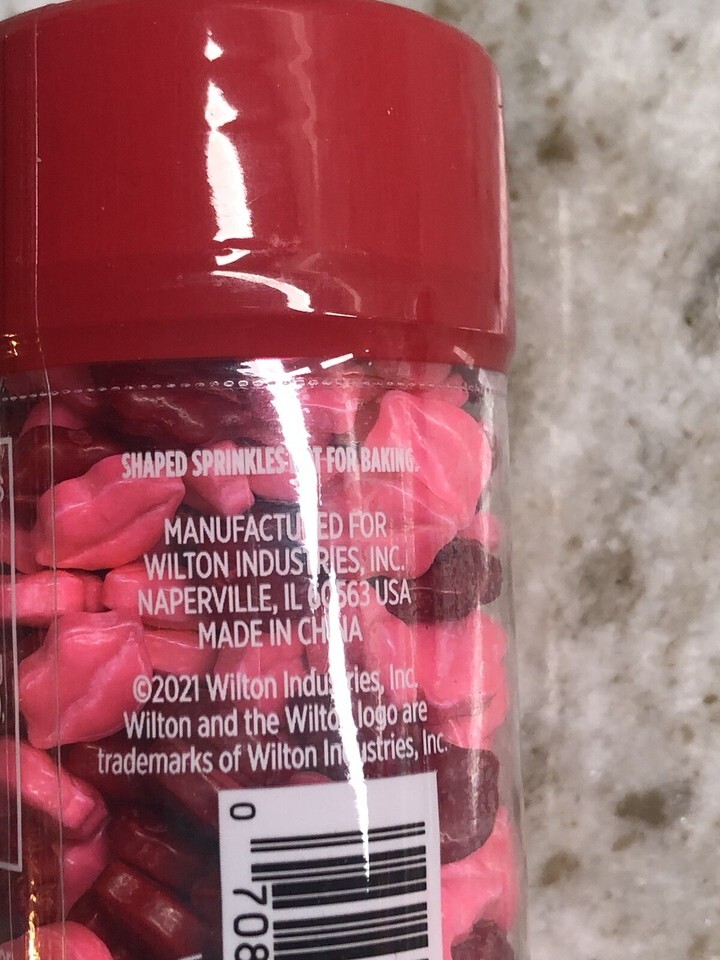 SHAPED SPRINKLES NOT FOR BAKING.
MANUFACTURED FOR
WILTON INDUSTRIES, INC.
NAPERVILLE, IL 60563 USA
MADE IN CHINA
©2021 Wilton Industries, Inc.
Wilton and the Wilton logo are
trademarks of Wilton Industries, Inc.
0
708